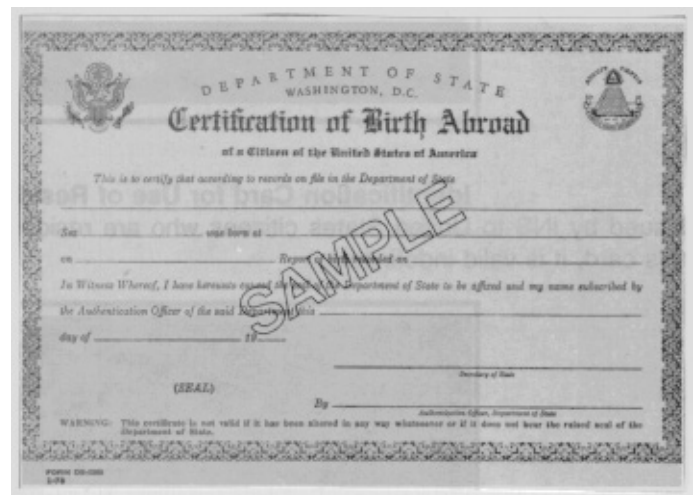 DEPARTMENT OF STATE
WASHINGTON, D.C.
Certification of Birth Abroad
of a Citizen of the United States of America
This is to certify that according to records on file in the Department of State
Sex was born at
on Report of birth recorded on
SAMPLE
In Witness Whereof, I have hereunto caused the seal of the Department of State to be affixed and my name subscribed by
the Authentication Officer of the said Department this
day of 19
Secretary of State
(SEAL)
By
Authentication Officer, Department of State
WARNING: This certificate is not valid if it has been altered in any way whatsoever or if it does not bear the raised seal of the
Department of State.
FORM